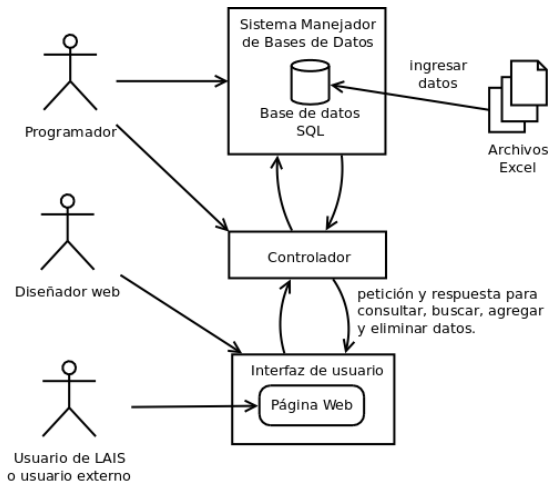 Sistema Manejador
de Bases de Datos
ingresar
datos
Base de datos
SQL
Programador
Archivos
Excel
Controlador
Diseñador web
petición y respuesta para
consultar, buscar, agregar
y eliminar datos.
Interfaz de usuario
Página Web
Usuario de LAIS
o usuario externo